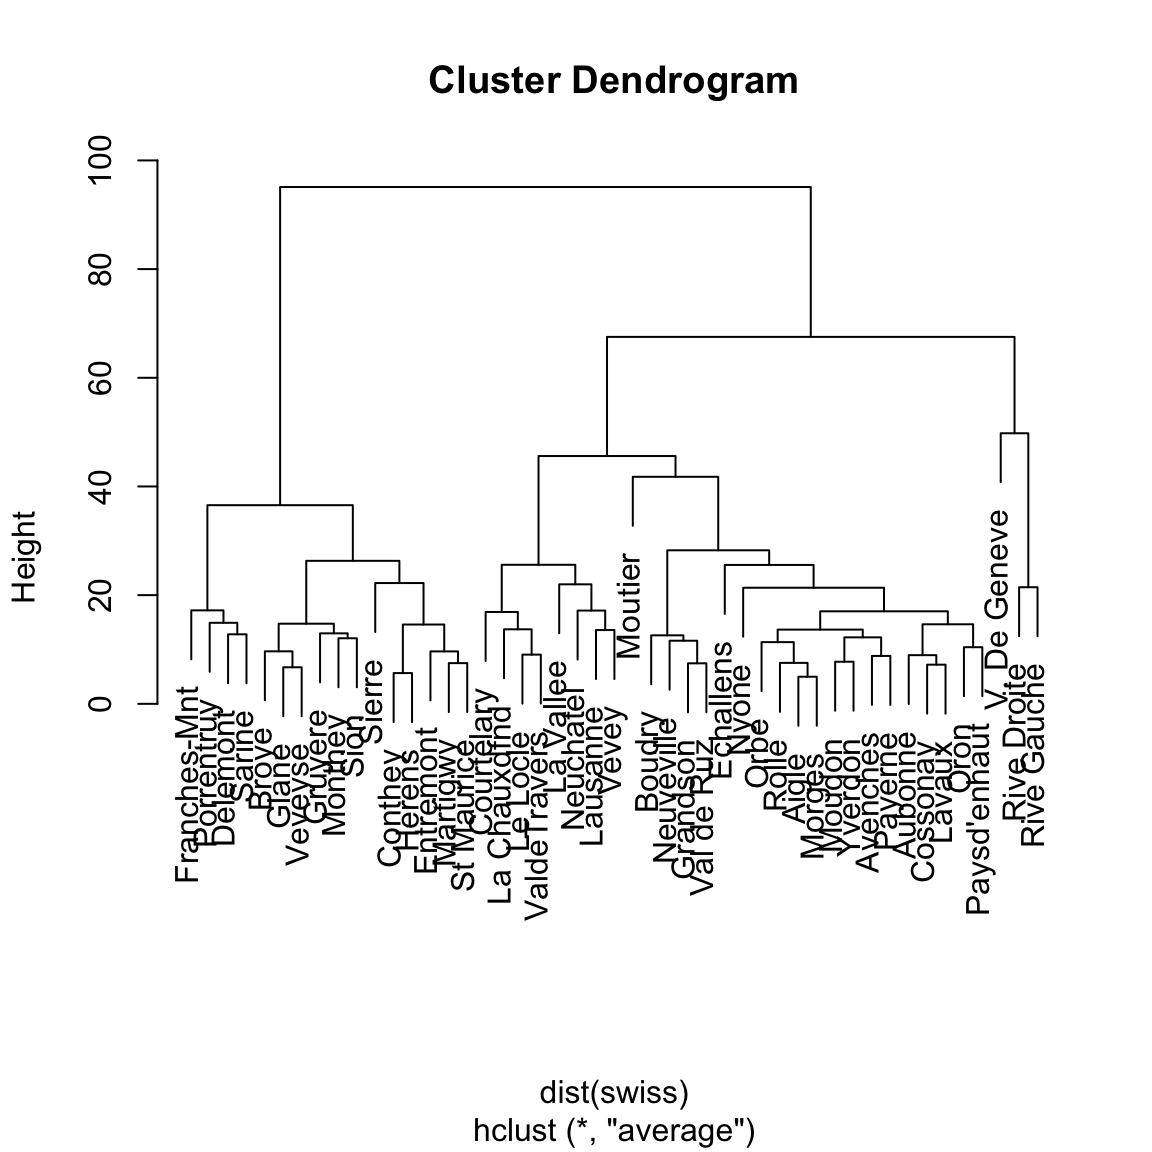 Cluster Dendrogram
Height
0
20
40
60
80
100
Franches-Mnt
Porrentruy
Delemont
Sarine
Broye
Glane
Veveyse
Gruyere
Monthey
Sion
Sierre
Conthey
Herens
Entremont
Martigwy
St Maurice
Courtelary
La Chauxdfnd
Le Locle
ValdeTravers
La Vallee
Neuchatel
Lausanne
Vevey
Moutier
Boudry
Neuveville
Grandson
Val de Ruz
Echallens
Nyone
Orbe
Rolle
Aigle
Morges
Moudon
Yverdon
Avenches
Payerne
Aubonne
Cossonay
Lavaux
Oron
Paysd'enhaut
V. De Geneve
Rive Droite
Rive Gauche
dist(swiss)
hclust (*, "average")